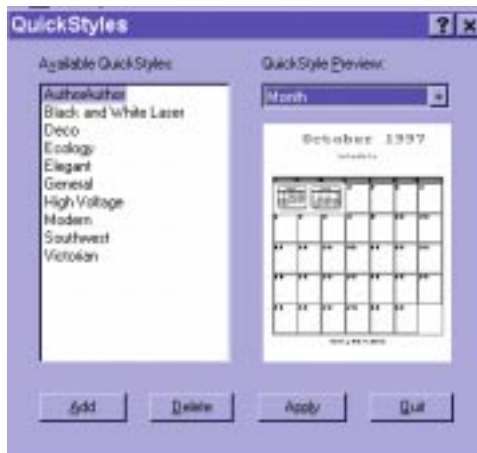 QuickStyles
Available QuickStyles:
AuthorAuthor
Black and White Laser
Deco
Ecology
Elegant
General
High Voltage
Modern
Southwest
Victorian
QuickStyle Preview:
Month
October 1997
Add
Delete
Apply
Quit